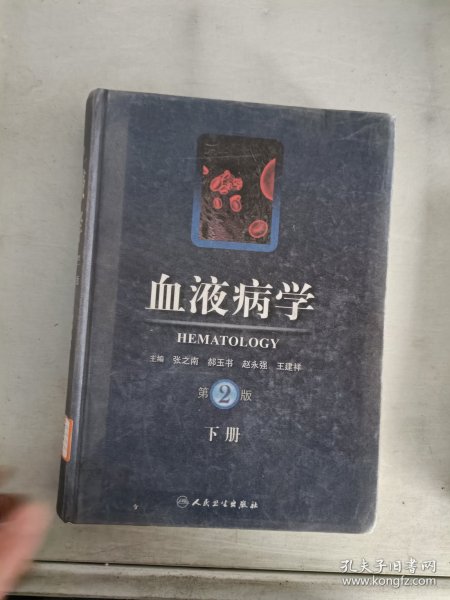 血液病学
HEMATOLOGY
主编 张之南 郝玉书 赵永强 王建祥
第2版
下册
人民卫生出版社
孔夫子旧书网
www.kongfz.com